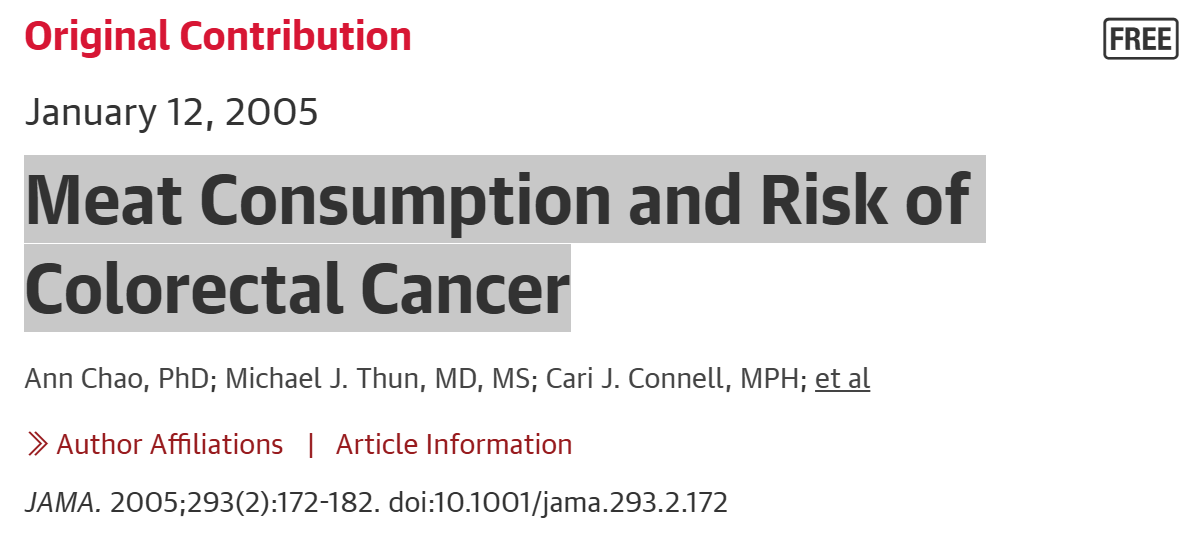 Original Contribution
FREE
January 12, 2005
Meat Consumption and Risk of
Colorectal Cancer
Ann Chao, PhD; Michael J. Thun, MD, MS; Cari J. Connell, MPH; et al
Author Affiliations | Article Information
JAMA. 2005;293(2):172-182. doi:10.1001/jama.293.2.172